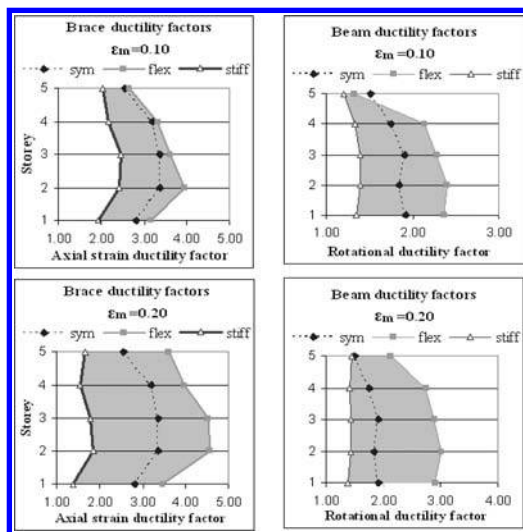 Brace ductility factors
εm=0.10
sym flex stiff
5
4
3
2
1
Storey
1.00 2.00 3.00 4.00 5.00
Axial strain ductility factor
Beam ductility factors
εm=0.10
sym flex stiff
5
4
3
2
1
1.00 2.00 3.00
Rotational ductility factor
Brace ductility factors
εm=0.20
sym flex stiff
5
4
3
2
1
Storey
1.00 2.00 3.00 4.00 5.00
Axial strain ductility factor
Beam ductility factors
εm=0.20
sym flex stiff
5
4
3
2
1
1.00 2.00 3.00 4.00
Rotational ductility factor